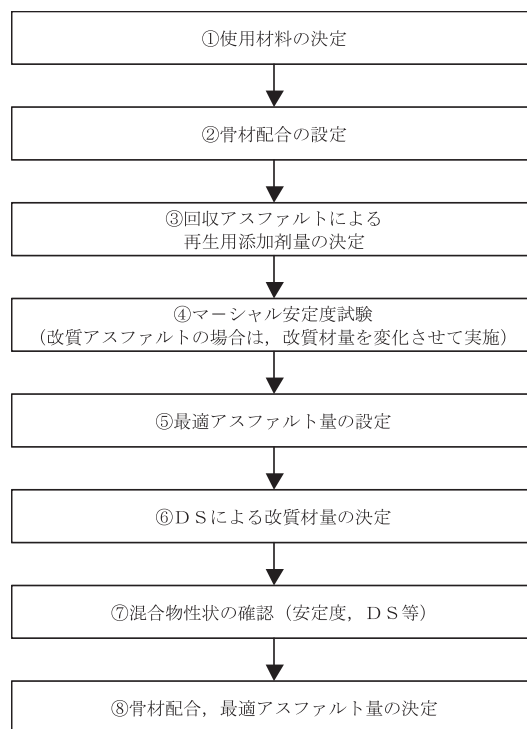 ①使用材料の決定
②骨材配合の設定
③回収アスファルトによる
再生用添加剤量の決定
④マーシャル安定度試験
（改質アスファルトの場合は，改質材量を変化させて実施）
⑤最適アスファルト量の設定
⑥ＤＳによる改質材量の決定
⑦混合物性状の確認（安定度，ＤＳ等）
⑧骨材配合，最適アスファルト量の決定